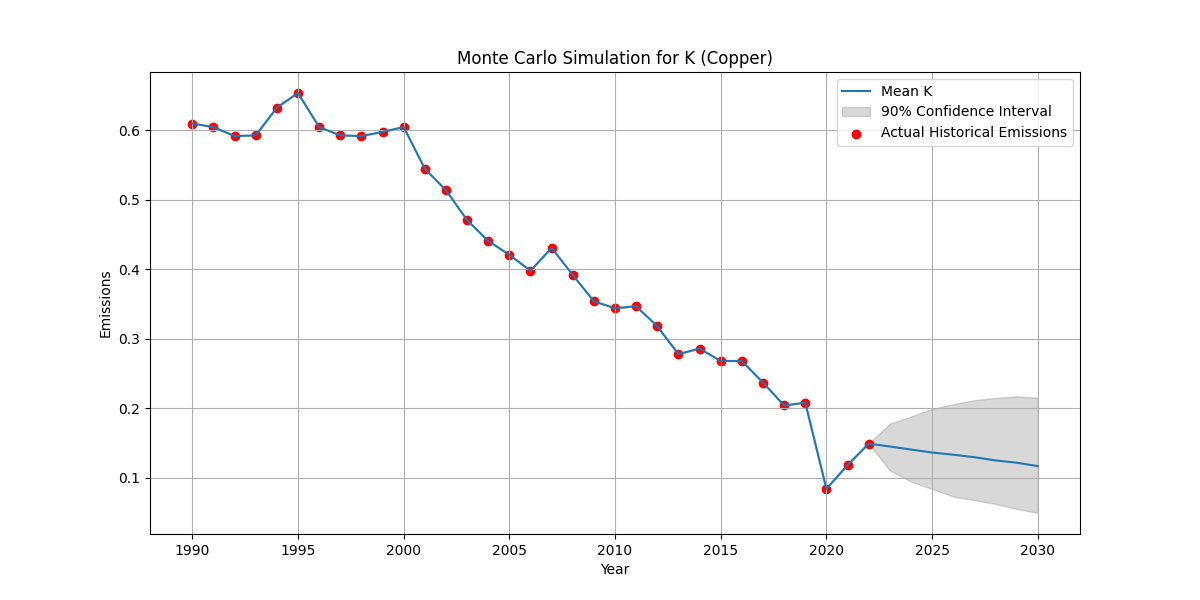 Monte Carlo Simulation for K (Copper)
Mean K
90% Confidence Interval
Actual Historical Emissions
Emissions
0.6
0.5
0.4
0.3
0.2
0.1
1990 1995 2000 2005 2010 2015 2020 2025 2030
Year